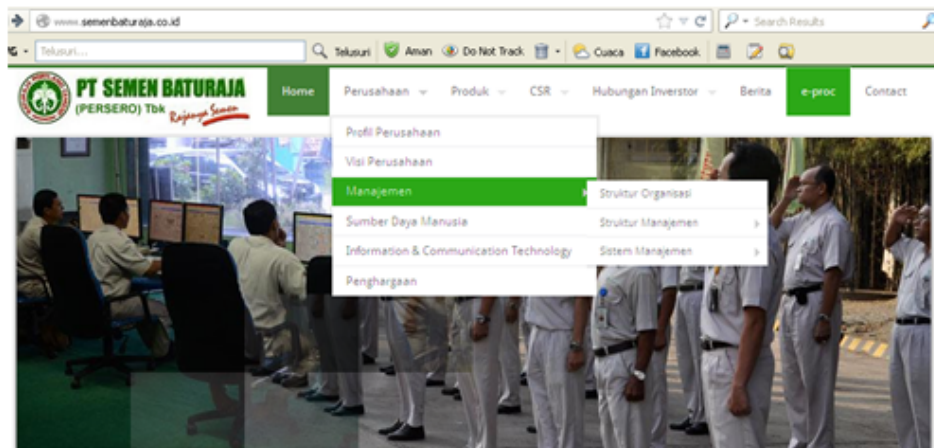 www.semenbaturaja.co.id
Search Results
Telusuri...
Telusuri Aman Do Not Track Cuaca Facebook
PT SEMEN BATURAJA
(PERSERO) Tbk Rajanya Semen
Home Perusahaan Produk CSR Hubungan Inverstor Berita e-proc Contact
Profil Perusahaan
Visi Perusahaan
Manajemen
Struktur Organisasi
Sumber Daya Manusia
Struktur Manajemen
Information & Communication Technology
Sistem Manajemen
Penghargaan